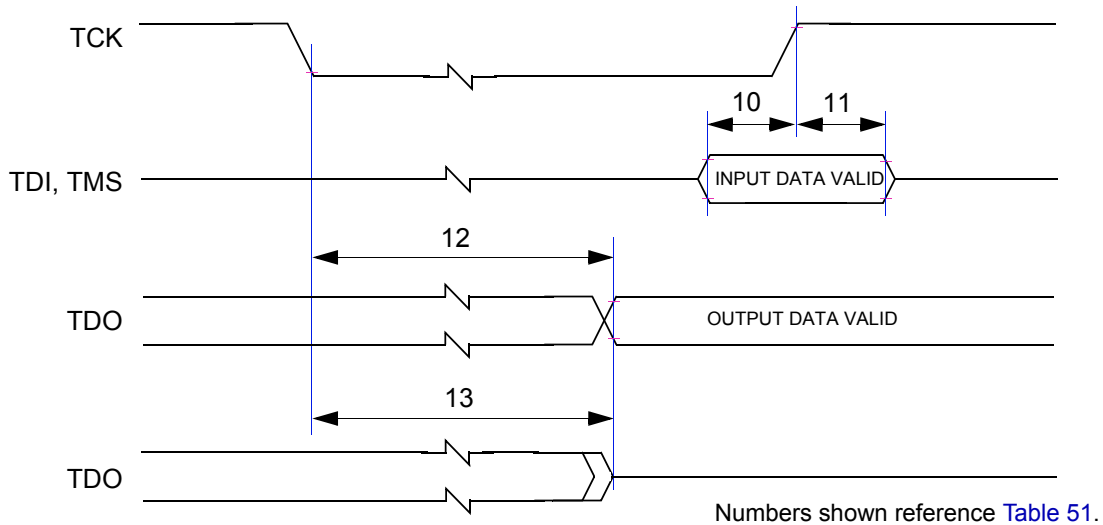 TCK
10
11
TDI, TMS
INPUT DATA VALID
12
TDO
OUTPUT DATA VALID
13
TDO
Numbers shown reference Table 51.